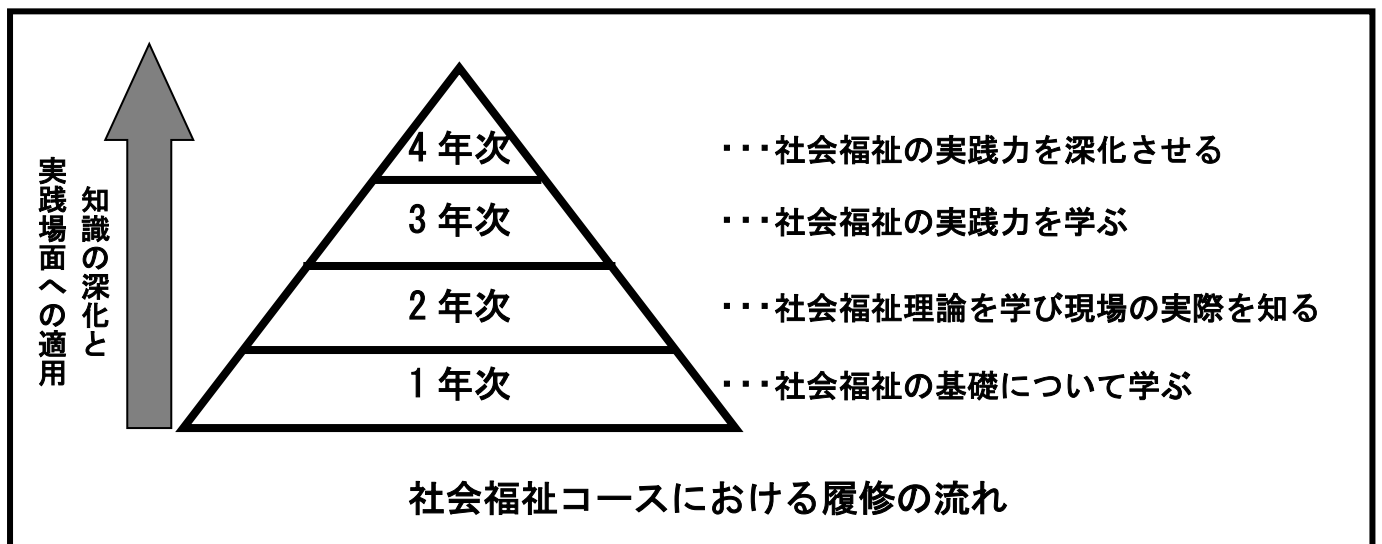 知識の深化と
実践場面への適用
4年次
･･･社会福祉の実践力を深化させる
3年次
･･･社会福祉の実践力を学ぶ
2年次
･･･社会福祉理論を学び現場の実際を知る
1年次
･･･社会福祉の基礎について学ぶ
社会福祉コースにおける履修の流れ